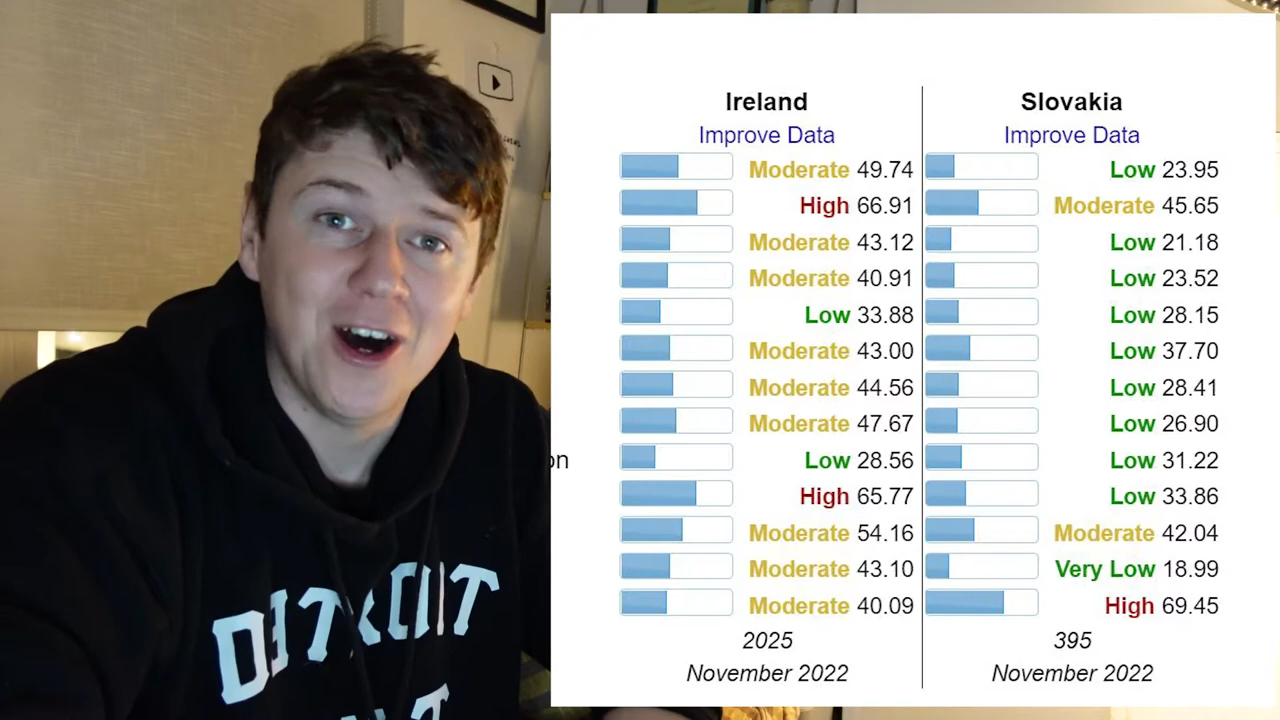 Ireland Slovakia
Improve Data Improve Data
Moderate 49.74 Low 23.95
High 66.91 Moderate 45.65
Moderate 43.12 Low 21.18
Moderate 40.91 Low 23.52
Low 33.88 Low 28.15
Moderate 43.00 Low 37.70
Moderate 44.56 Low 28.41
Moderate 47.67 Low 26.90
on Low 28.56 Low 31.22
High 65.77 Low 33.86
Moderate 54.16 Moderate 42.04
Moderate 43.10 Very Low 18.99
Moderate 40.09 High 69.45
2025 395
November 2022 November 2022
DETROIT